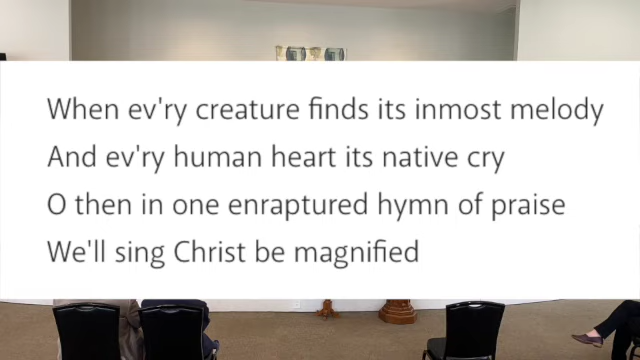 When ev'ry creature finds its inmost melody
And ev'ry human heart its native cry
O then in one enraptured hymn of praise
We'll sing Christ be magnified